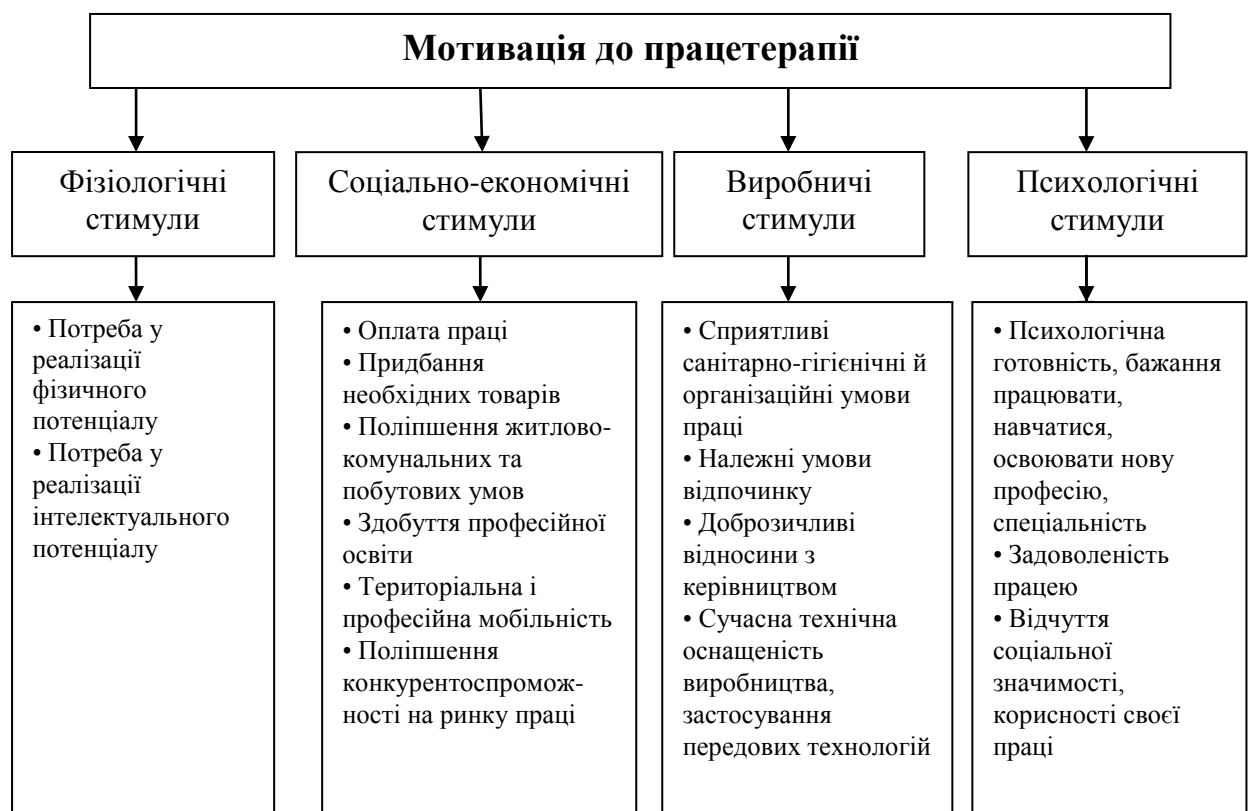 Мотивація до працетерапії
Фізіологічні
стимули
Соціально-економічні
стимули
Виробничі
стимули
Психологічні
стимули
• Потреба у
реалізації
фізичного
потенціалу
• Потреба у
реалізації
інтелектуального
потенціалу
• Оплата праці
• Придбання
необхідних товарів
• Поліпшення житлово-
комунальних та
побутових умов
• Здобуття професійної
освіти
• Територіальна і
професійна мобільність
• Поліпшення
конкурентоспромож-
ності на ринку праці
• Сприятливі
санітарно-гігієнічні й
організаційні умови
праці
• Належні умови
відпочинку
• Доброзичливі
відносини з
керівництвом
• Сучасна технічна
оснащеність
виробництва,
застосування
передових технологій
• Психологічна
готовність, бажання
працювати,
навчатися,
освоювати нову
професію,
спеціальність
• Задоволеність
працею
• Відчуття
соціальної
значимості,
корисності своєї
праці